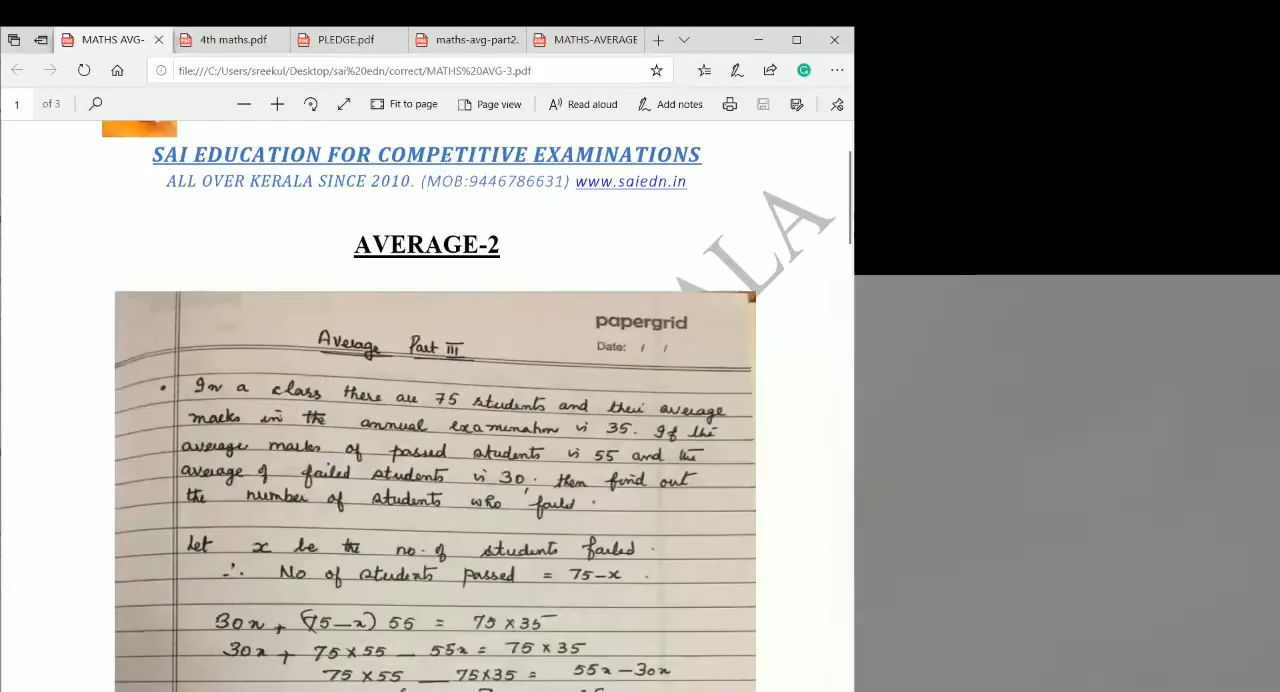 MATHS AVG-
4th maths.pdf
PLEDGE.pdf
maths-avg-part2.
MATHS-AVERAGE
file:///C:/Users/sreekul/Desktop/sai%20edn/correct/MATHS%20AVG-3.pdf
1 of 3
Fit to page
Page view
Read aloud
Add notes
SAI EDUCATION FOR COMPETITIVE EXAMINATIONS
ALL OVER KERALA SINCE 2010. (MOB:9446786631) www.saiedn.in
AVERAGE-2
papergrid
Date: / /
Average Part III
• In a class there are 75 students and their average
marks in the annual examination is 35. If the
average marks of passed students is 55 and the
average of failed students is 30, then find out
the number of students who failed.
Let x be the no. of students failed.
∴ No of students passed = 75-x.
30x + (75-x) 55 = 75 × 35
30x + 75 × 55 - 55x = 75 × 35
75 × 55 - 75×35 = 55x - 30x